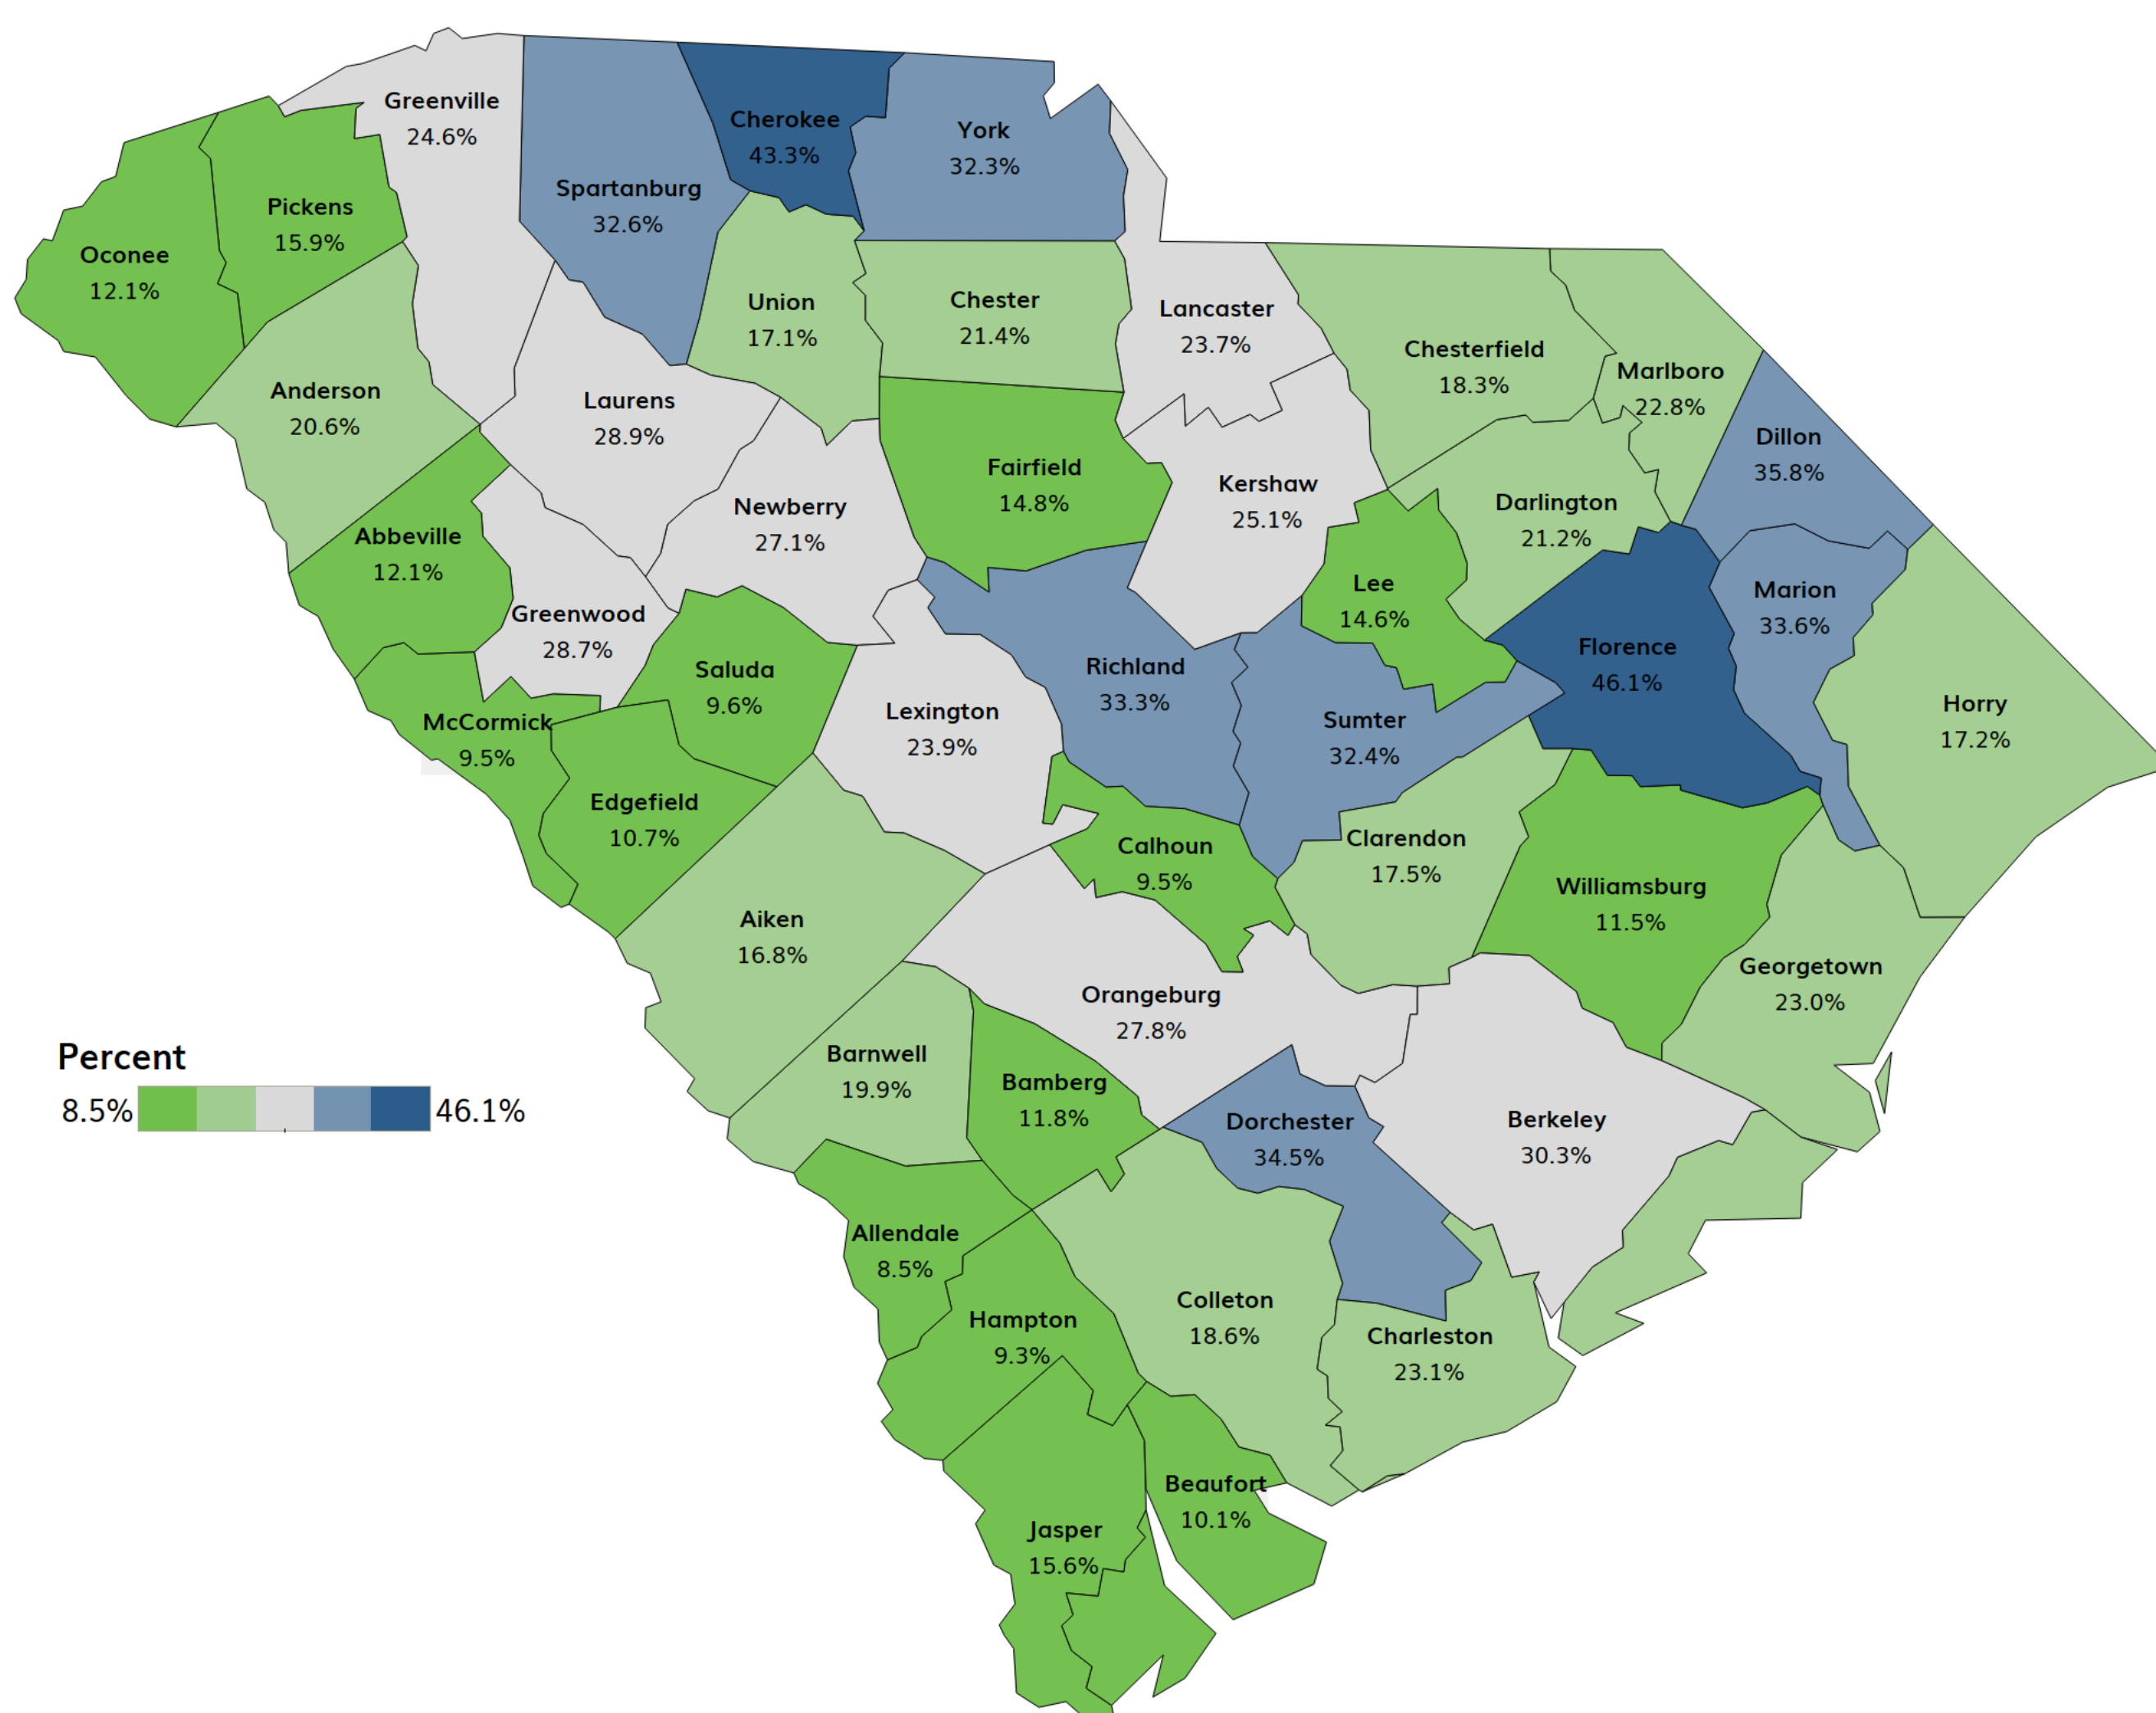 Greenville
24.6%
Cherokee
43.3%
York
32.3%
Spartanburg
32.6%
Pickens
15.9%
Oconee
12.1%
Union
17.1%
Chester
21.4%
Lancaster
23.7%
Chesterfield
18.3%
Marlboro
22.8%
Anderson
20.6%
Laurens
28.9%
Dillon
35.8%
Fairfield
14.8%
Kershaw
25.1%
Newberry
27.1%
Darlington
21.2%
Abbeville
12.1%
Lee
14.6%
Marion
33.6%
Greenwood
28.7%
Florence
46.1%
Saluda
9.6%
Richland
33.3%
Horry
17.2%
Lexington
23.9%
Sumter
32.4%
McCormick
9.5%
Edgefield
10.7%
Calhoun
9.5%
Clarendon
17.5%
Williamsburg
11.5%
Aiken
16.8%
Georgetown
23.0%
Orangeburg
27.8%
Barnwell
19.9%
Bamberg
11.8%
Dorchester
34.5%
Berkeley
30.3%
Allendale
8.5%
Hampton
9.3%
Colleton
18.6%
Charleston
23.1%
Beaufort
10.1%
Jasper
15.6%
Percent
8.5% 46.1%